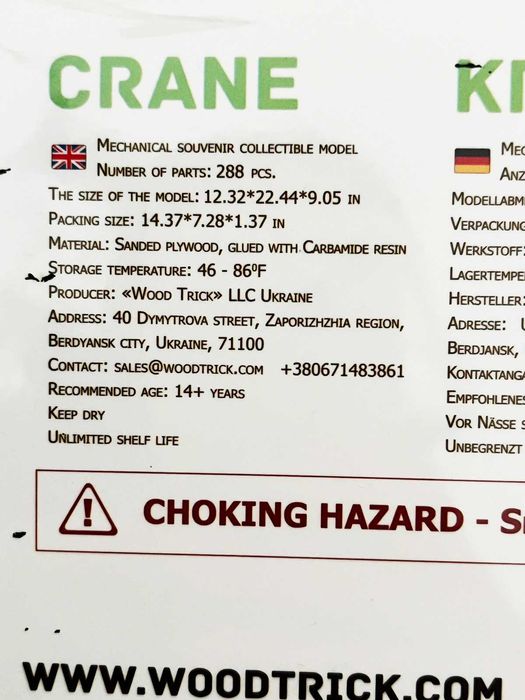 CRANE
MECHANICAL SOUVENIR COLLECTIBLE MODEL
NUMBER OF PARTS: 288 PCS.
THE SIZE OF THE MODEL: 12.32*22.44*9.05 IN
PACKING SIZE: 14.37*7.28*1.37 IN
MATERIAL: SANDED PLYWOOD, GLUED WITH CARBAMIDE RESIN
STORAGE TEMPERATURE: 46 - 86⁰F
PRODUCER: «WOOD TRICK» LLC UKRAINE
ADDRESS: 40 DYMYTROVA STREET, ZAPORIZHZHIA REGION,
BERDYANSK CITY, UKRAINE, 71100
CONTACT: SALES@WOODTRICK.COM +380671483861
RECOMMENDED AGE: 14+ YEARS
KEEP DRY
UNLIMITED SHELF LIFE
MODELLABM
VERPACKUNG
WERKSTOFF:
LAGERTEMPE
HERSTELLER:
ADRESSE: U
BERDJANSK,
KONTAKTANGA
EMPFOHLENES
VOR NÄSSE S
UNBEGRENZT
CHOKING HAZARD - S
WWW.WOODTRICK.COM